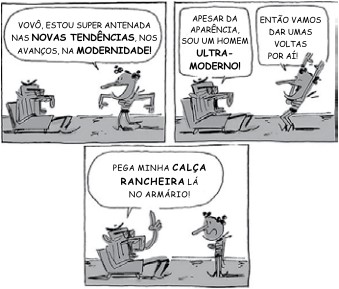 VOVÔ, ESTOU SUPER ANTENADA
NAS NOVAS TENDÊNCIAS, NOS
AVANÇOS, NA MODERNIDADE!
APESAR DA
APARÊNCIA,
SOU UM HOMEM
ULTRA-
MODERNO!
ENTÃO VAMOS
DAR UMAS
VOLTAS
POR AÍ!
PEGA MINHA CALÇA
RANCHEIRA LÁ
NO ARMÁRIO!